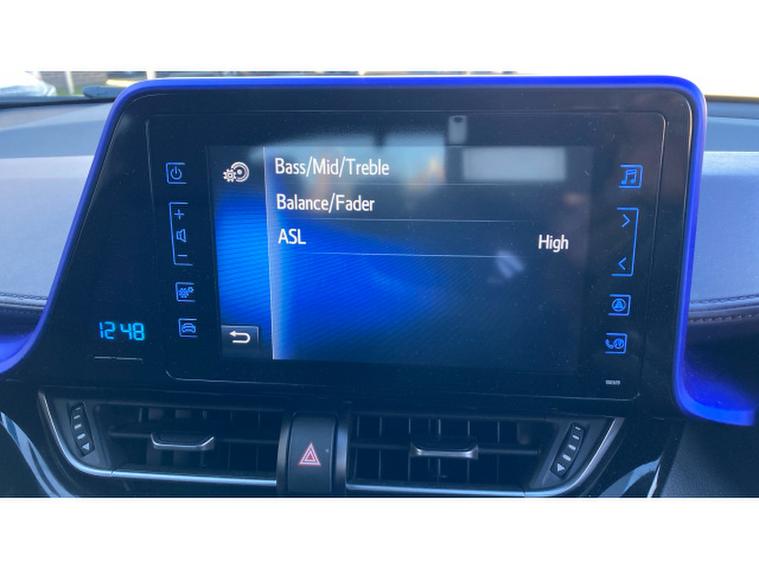 Bass/Mid/Treble
Balance/Fader
ASL High
12:48